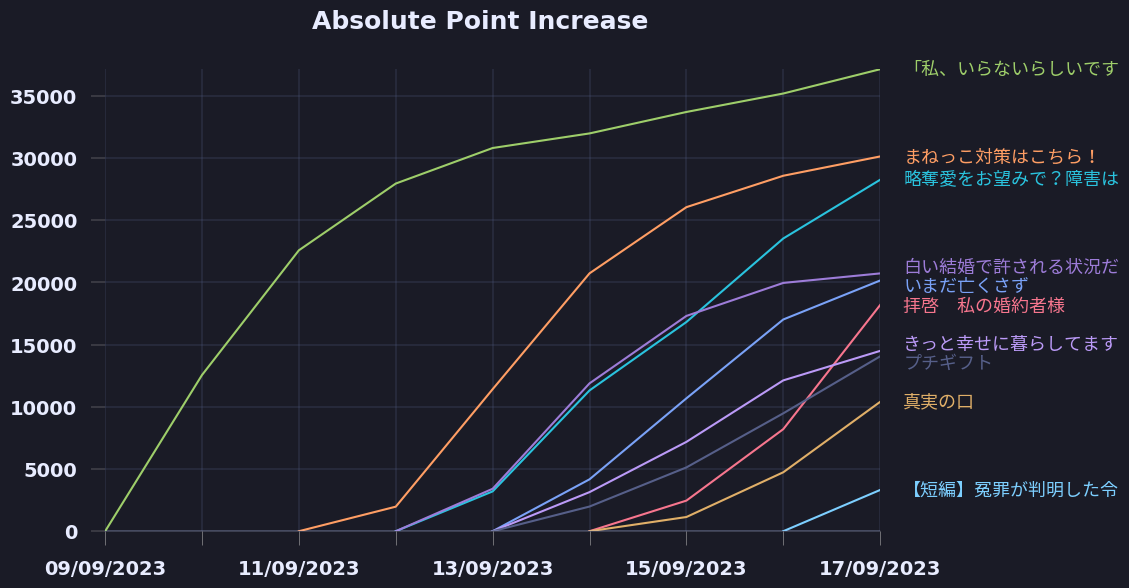 Absolute Point Increase
35000
30000
25000
20000
15000
10000
5000
0
09/09/2023
11/09/2023
13/09/2023
15/09/2023
17/09/2023
「私、いらないらしいです
まねっこ対策はこちら！
略奪愛をお望みで？障害は
白い結婚で許される状況だ
いまだ亡くさず
拝啓　私の婚約者様
きっと幸せに暮らしてます
プチギフト
真実の口
【短編】冤罪が判明した令